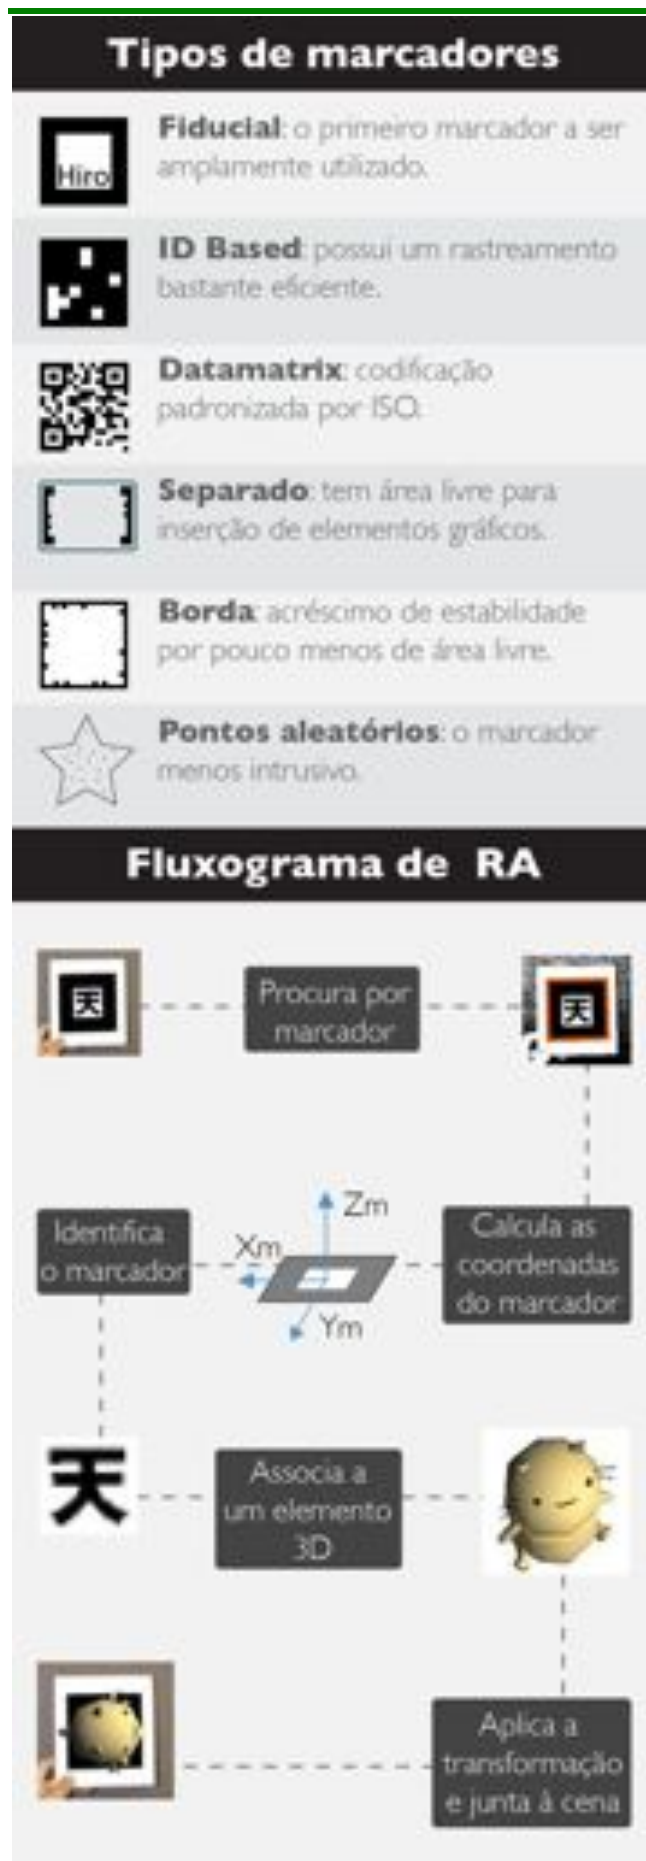 Tipos de marcadores
Hiro
Fiducial: o primeiro marcador a ser
amplamente utilizado.
ID Based: possui um rastreamento
bastante eficiente.
Datamatrix: codificação
padronizada por ISO.
Separado: tem área livre para
inserção de elementos gráficos.
Borda: acréscimo de estabilidade
por pouco menos de área livre.
Pontos aleatórios: o marcador
menos intrusivo.
Fluxograma de RA
天
Procura por
marcador
天
Identifica
o marcador
Xm
Zm
Ym
Calcula as
coordenadas
do marcador
天
Associa a
um elemento
3D
Aplica a
transformação
e junta à cena